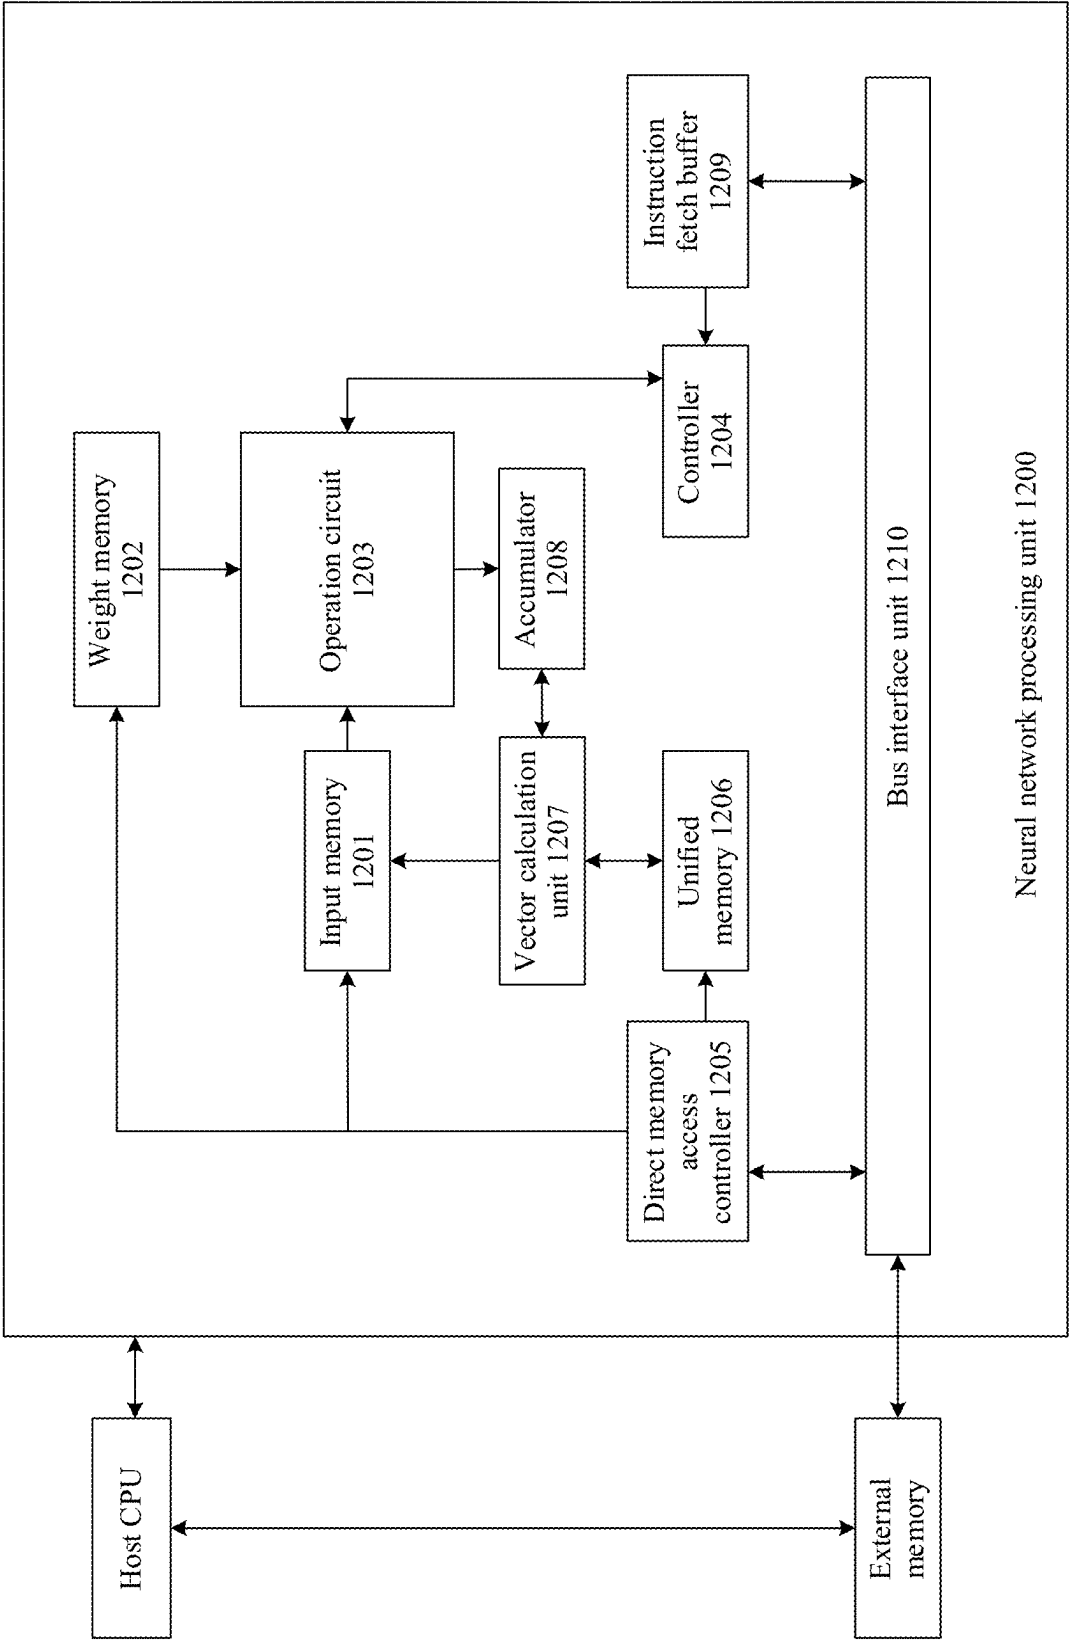 Host CPU
External
memory
Weight memory
1202
Input memory
1201
Operation circuit
1203
Vector calculation
unit 1207
Accumulator
1208
Direct memory
access
controller 1205
Unified
memory 1206
Controller
1204
Instruction
fetch buffer
1209
Bus interface unit 1210
Neural network processing unit 1200